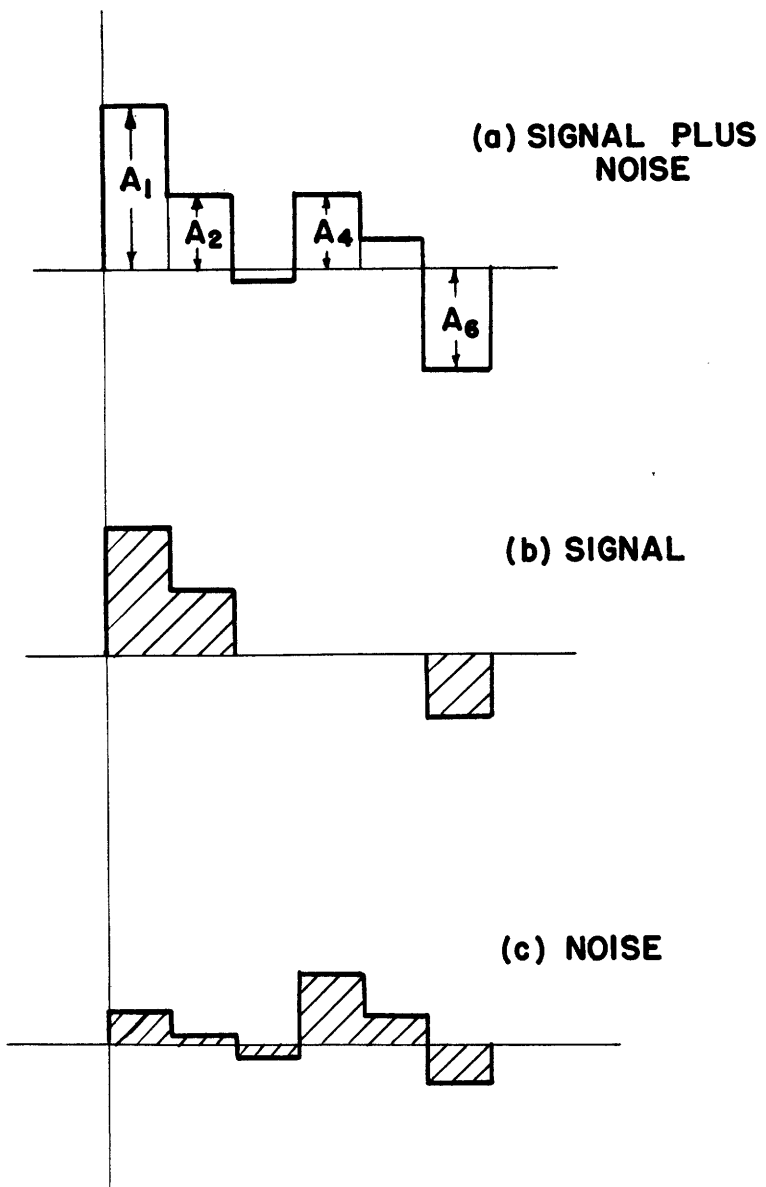 (a) SIGNAL PLUS
NOISE
A₁
A₂
A₄
A₆
(b) SIGNAL
(c) NOISE